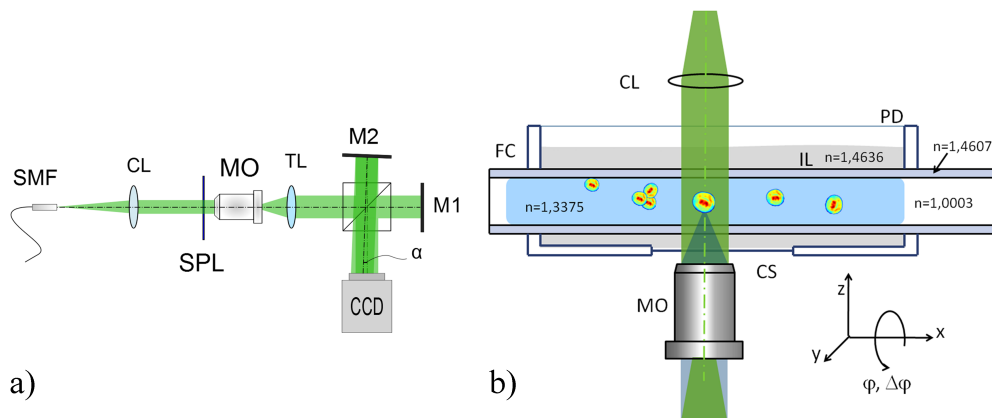 SMF
CL
SPL
MO
TL
M2
M1
α
CCD
a)
CL
PD
FC
IL n=1,4636
n=1,4607
n=1,3375
n=1,0003
CS
MO
z
x
y
φ, Δφ
b)